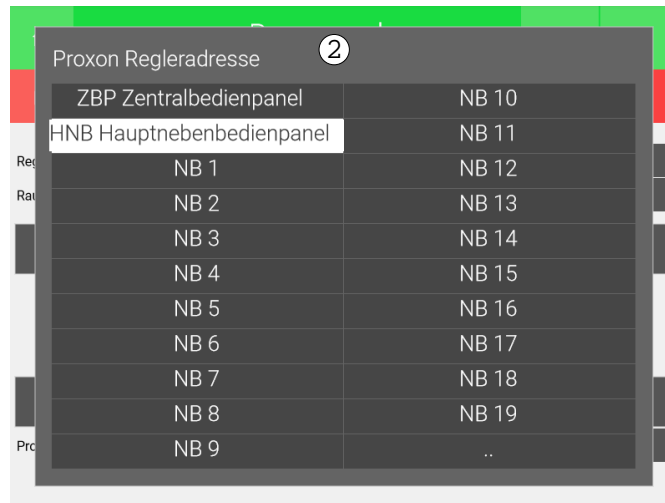 2
Proxon Regleradresse
ZBP Zentralbedienpanel
HNB Hauptnebenbedienpanel
NB 1
NB 2
NB 3
NB 4
NB 5
NB 6
NB 7
NB 8
NB 9
NB 10
NB 11
NB 12
NB 13
NB 14
NB 15
NB 16
NB 17
NB 18
NB 19
..